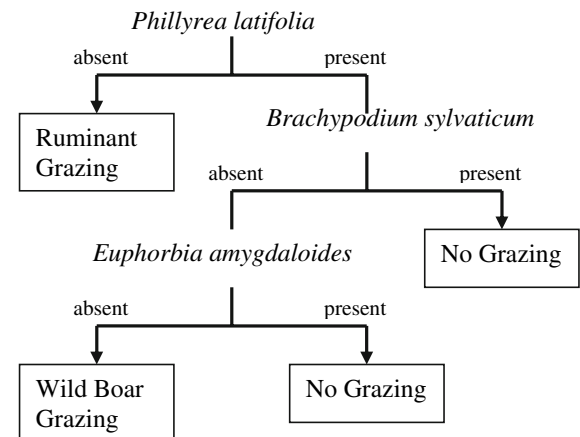 Phillyrea latifolia
absent
present
Ruminant
Grazing
Brachypodium sylvaticum
absent
present
Euphorbia amygdaloides
No Grazing
absent
present
Wild Boar
Grazing
No Grazing